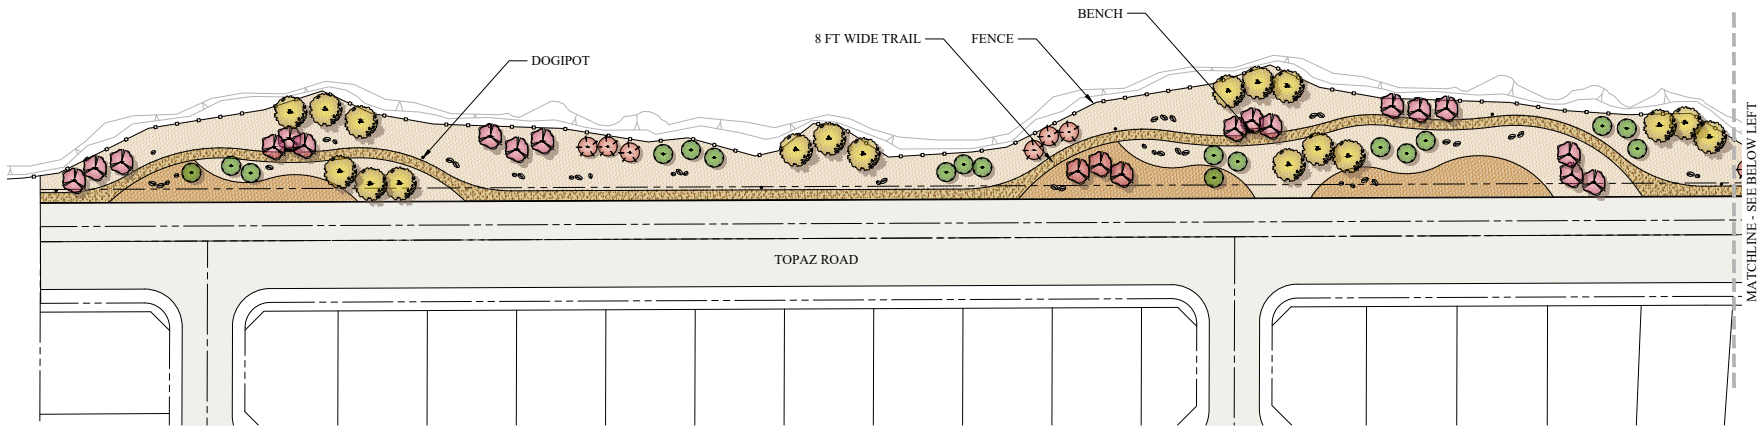 BENCH
8 FT WIDE TRAIL
FENCE
DOGIPOT
TOPAZ ROAD
MATCHLINE - SEE BELOW LEFT